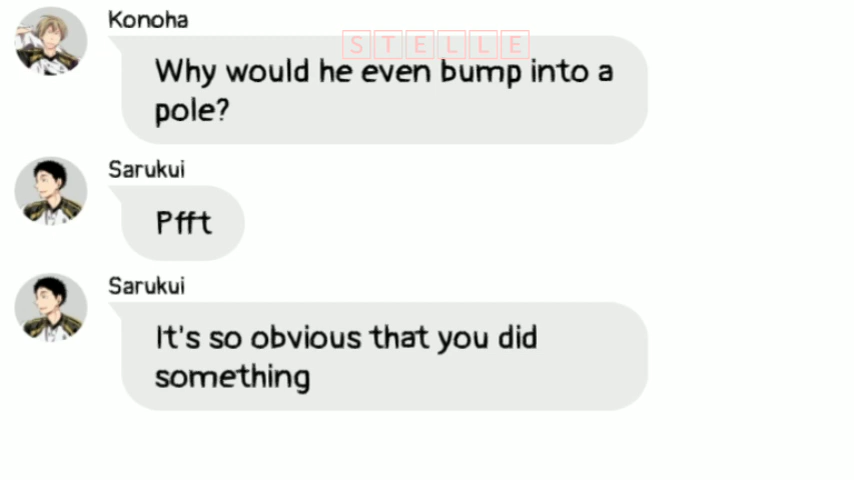 Konoha
STELLE
Why would he even bump into a
pole?
Sarukui
Pfft
Sarukui
It's so obvious that you did
something